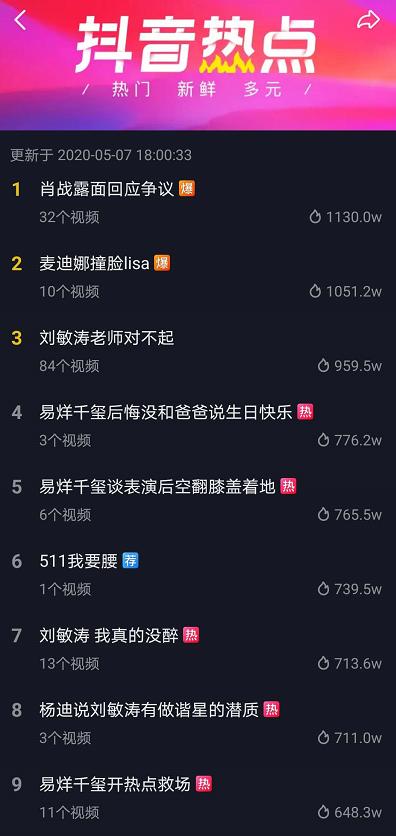 抖音热点
/ 热门 新鲜 多元 /
更新于 2020-05-07 18:00:33
1 肖战露面回应争议 爆
32个视频 1130.0w
2 麦迪娜撞脸lisa 爆
10个视频 1051.2w
3 刘敏涛老师对不起
84个视频 959.5w
4 易烊千玺后悔没和爸爸说生日快乐 热
3个视频 776.2w
5 易烊千玺谈表演后空翻膝盖着地 热
6个视频 765.5w
6 511我要腰 荐
1个视频 739.5w
7 刘敏涛 我真的没醉 热
13个视频 713.6w
8 杨迪说刘敏涛有做谐星的潜质 热
3个视频 711.0w
9 易烊千玺开热点救场 热
11个视频 648.3w